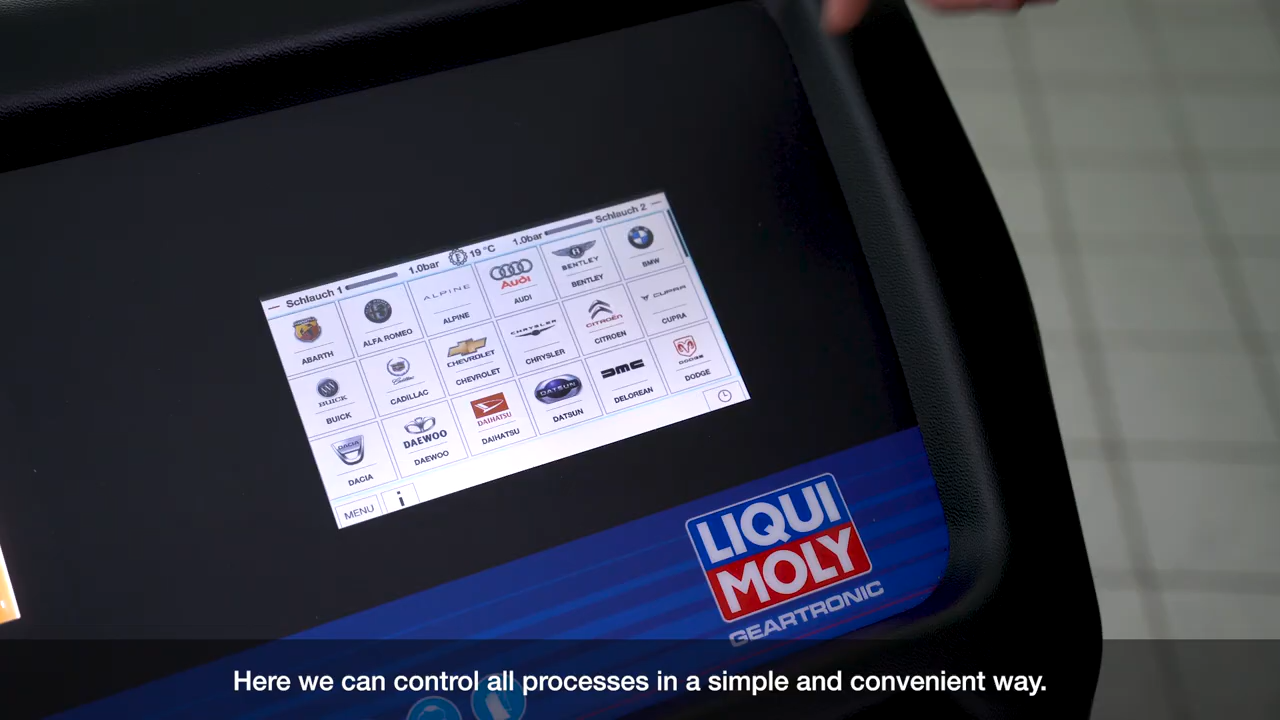 Schlauch 1 1.0bar 19 °C 1.0bar Schlauch 2
ALPINE Audi BENTLEY
ABARTH ALFA ROMEO ALPINE AUDI BENTLEY BMW
BUICK Cadillac CHEVROLET CHRYSLER CITROËN CUPRA
BUICK CADILLAC CHEVROLET CHRYSLER CITROEN CUPRA
DACIA DAEWOO DAIHATSU DATSUN DMC DODGE
DACIA DAEWOO DAIHATSU DATSUN DELOREAN DODGE
MENU i
LIQUI
MOLY
GEARTRONIC
Here we can control all processes in a simple and convenient way.